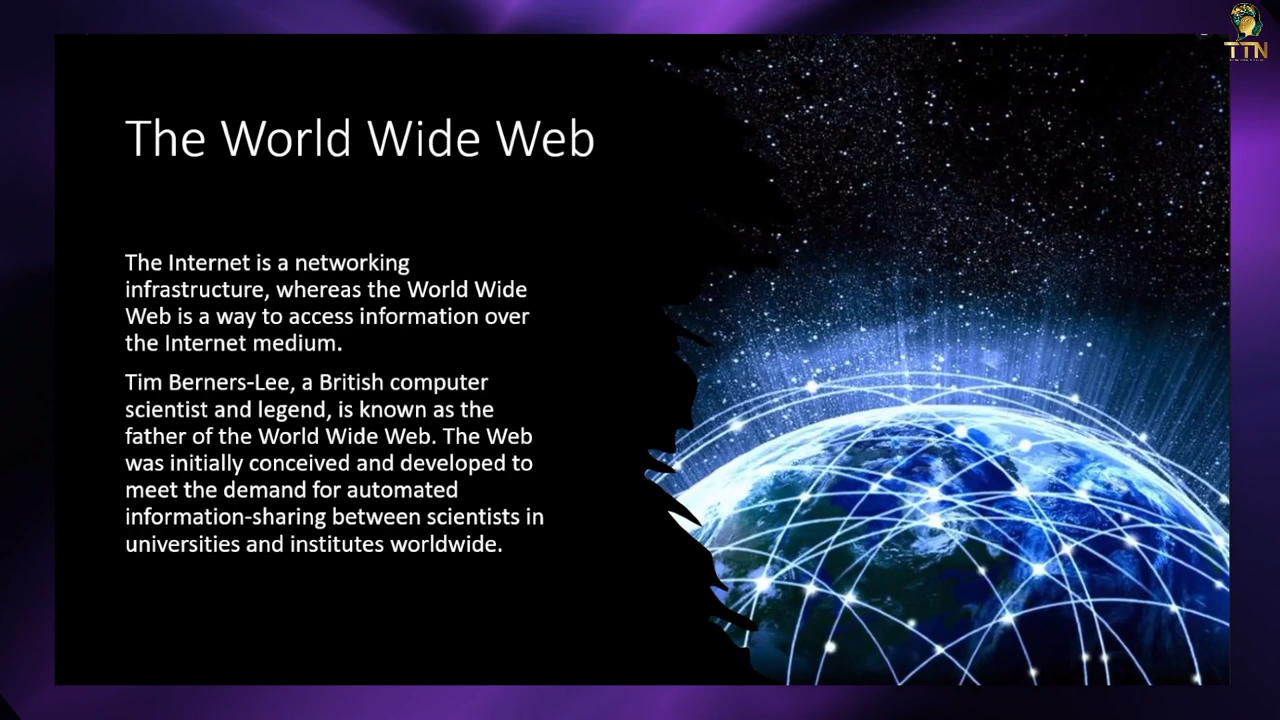 TTN
The World Wide Web
The Internet is a networking
infrastructure, whereas the World Wide
Web is a way to access information over
the Internet medium.
Tim Berners-Lee, a British computer
scientist and legend, is known as the
father of the World Wide Web. The Web
was initially conceived and developed to
meet the demand for automated
information-sharing between scientists in
universities and institutes worldwide.